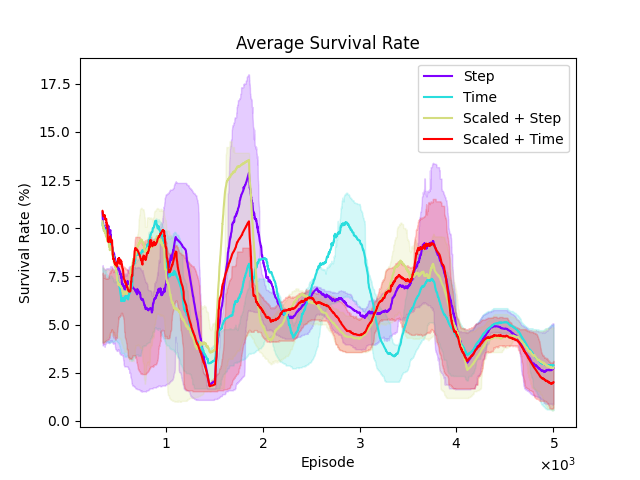 Average Survival Rate
Survival Rate (%)
17.5
15.0
12.5
10.0
7.5
5.0
2.5
0.0
Step
Time
Scaled + Step
Scaled + Time
1 2 3 4 5
Episode
×10³